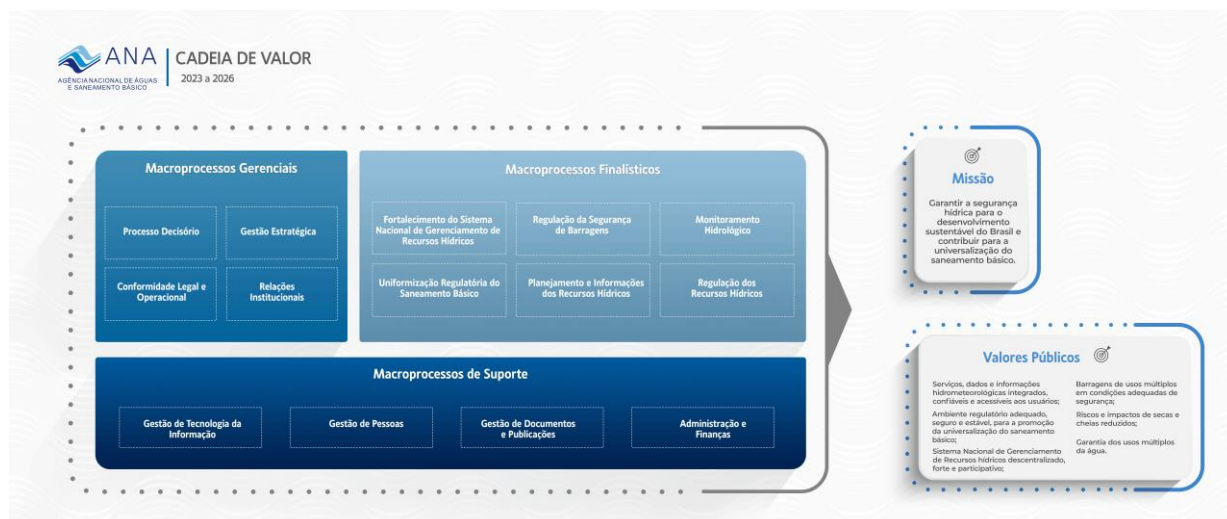 ANA
AGÊNCIA NACIONAL DE ÁGUAS
E SANEAMENTO BÁSICO
CADEIA DE VALOR
2023 a 2026
Macroprocessos Gerenciais
Processo Decisório
Gestão Estratégica
Conformidade Legal e
Operacional
Relações
Institucionais
Macroprocessos Finalísticos
Fortalecimento do Sistema
Nacional de Gerenciamento de
Recursos Hídricos
Regulação da Segurança
de Barragens
Monitoramento
Hidrológico
Uniformização Regulatória do
Saneamento Básico
Planejamento e Informações
dos Recursos Hídricos
Regulação dos
Recursos Hídricos
Macroprocessos de Suporte
Gestão de Tecnologia da
Informação
Gestão de Pessoas
Gestão de Documentos
e Publicações
Administração e
Finanças
Missão
Garantir a segurança
hídrica para o
desenvolvimento
sustentável do Brasil e
contribuir para a
universalização do
saneamento básico.
Valores Públicos
Serviços, dados e informações
hidrometeorológicos integrados,
confiáveis e acessíveis aos usuários;
Ambiente regulatório adequado,
seguro e estável, para a promoção
da universalização do saneamento
básico;
Sistema Nacional de Gerenciamento
de Recursos hídricos descentralizado,
forte e participativo;
Barragens de usos múltiplos
em condições adequadas de
segurança;
Riscos e impactos de secas e
cheias reduzidos;
Garantia dos usos múltiplos
da água.